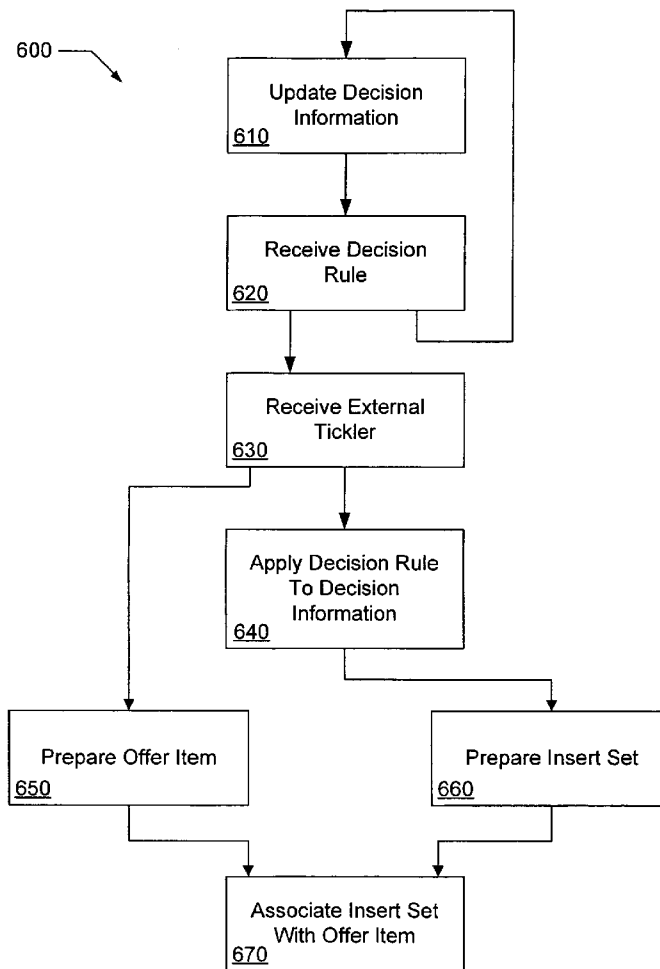 600
Update Decision
Information
610
Receive Decision
Rule
620
Receive External
Tickler
630
Apply Decision Rule
To Decision
Information
640
Prepare Offer Item
650
Prepare Insert Set
660
Associate Insert Set
With Offer Item
670